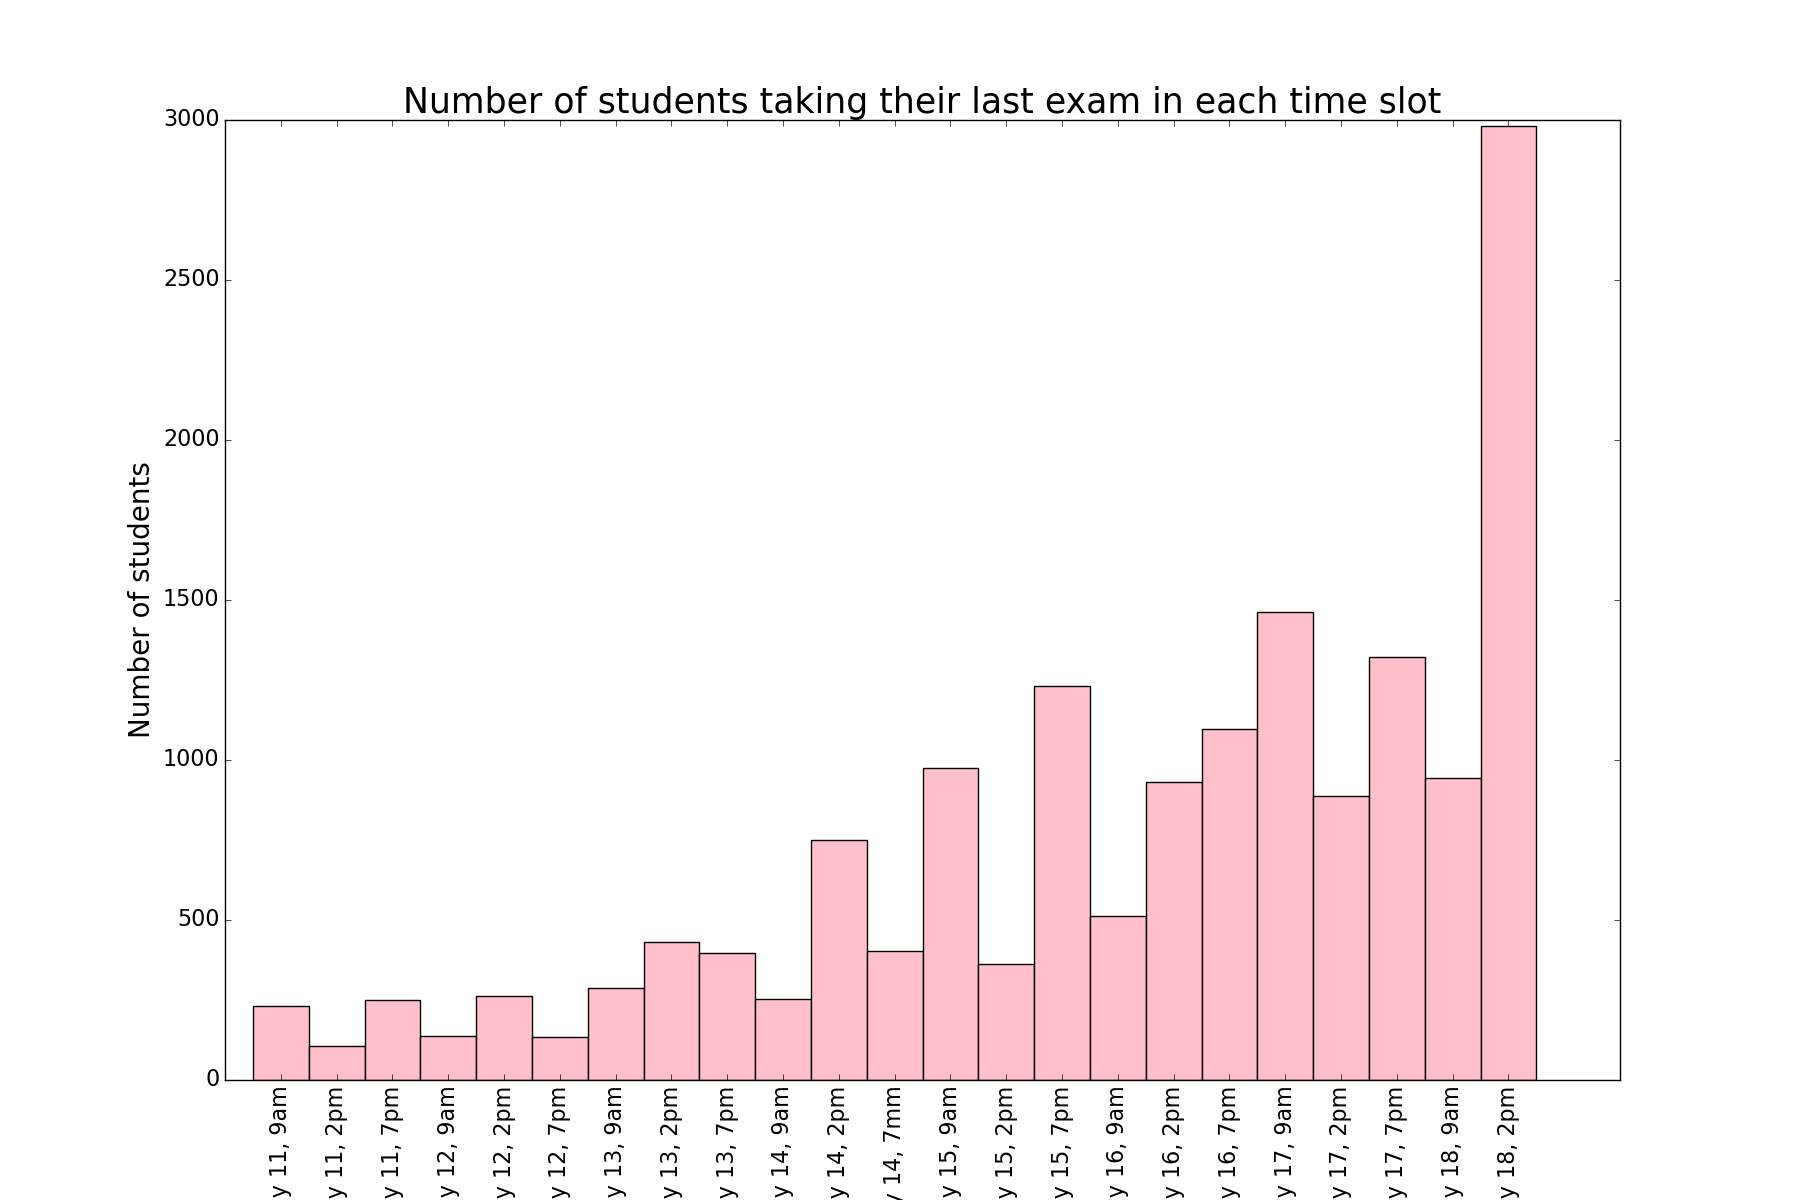 Number of students taking their last exam in each time slot
3000
2500
2000
1500
1000
500
0
Number of students
y 11, 9am
y 11, 2pm
y 11, 7pm
y 12, 9am
y 12, 2pm
y 12, 7pm
y 13, 9am
y 13, 2pm
y 13, 7pm
y 14, 9am
y 14, 2pm
y 14, 7mm
y 15, 9am
y 15, 2pm
y 15, 7pm
y 16, 9am
y 16, 2pm
y 16, 7pm
y 17, 9am
y 17, 2pm
y 17, 7pm
y 18, 9am
y 18, 2pm